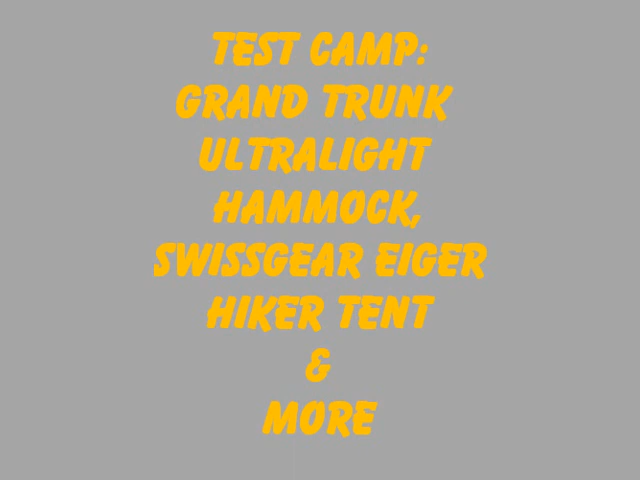 TEST CAMP:
GRAND TRUNK
ULTRALIGHT
HAMMOCK,
SWISSGEAR EIGER
HIKER TENT
&
MORE